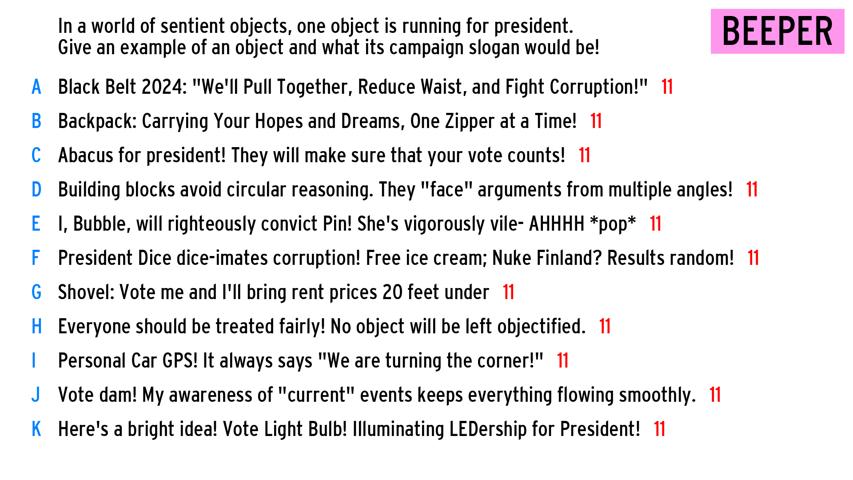 In a world of sentient objects, one object is running for president.
Give an example of an object and what its campaign slogan would be!
BEEPER
A Black Belt 2024: "We'll Pull Together, Reduce Waist, and Fight Corruption!" 11
B Backpack: Carrying Your Hopes and Dreams, One Zipper at a Time! 11
C Abacus for president! They will make sure that your vote counts! 11
D Building blocks avoid circular reasoning. They "face" arguments from multiple angles! 11
E I, Bubble, will righteously convict Pin! She's vigorously vile- AHHHH *pop* 11
F President Dice dice-imates corruption! Free ice cream; Nuke Finland? Results random! 11
G Shovel: Vote me and I'll bring rent prices 20 feet under 11
H Everyone should be treated fairly! No object will be left objectified. 11
I Personal Car GPS! It always says "We are turning the corner!" 11
J Vote dam! My awareness of "current" events keeps everything flowing smoothly. 11
K Here's a bright idea! Vote Light Bulb! Illuminating LEDership for President! 11